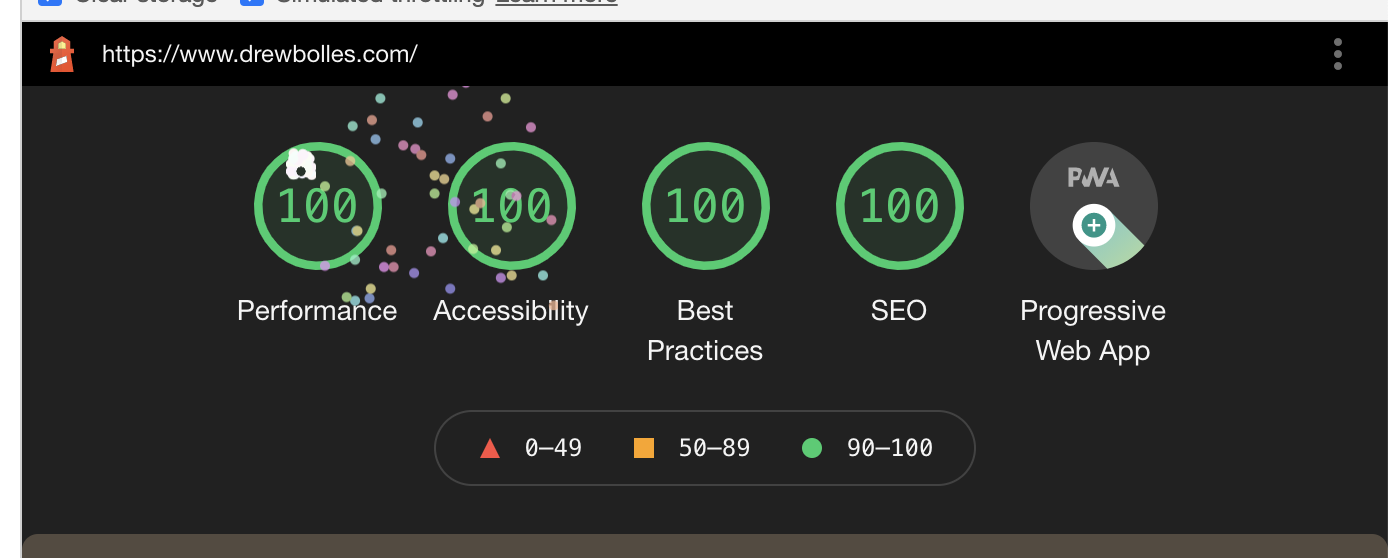 Clear storage Simulated throttling Learn more
https://www.drewbolles.com/
100 100 100 100 PWA
Performance Accessibility Best Practices SEO Progressive Web App
0–49 50–89 90–100